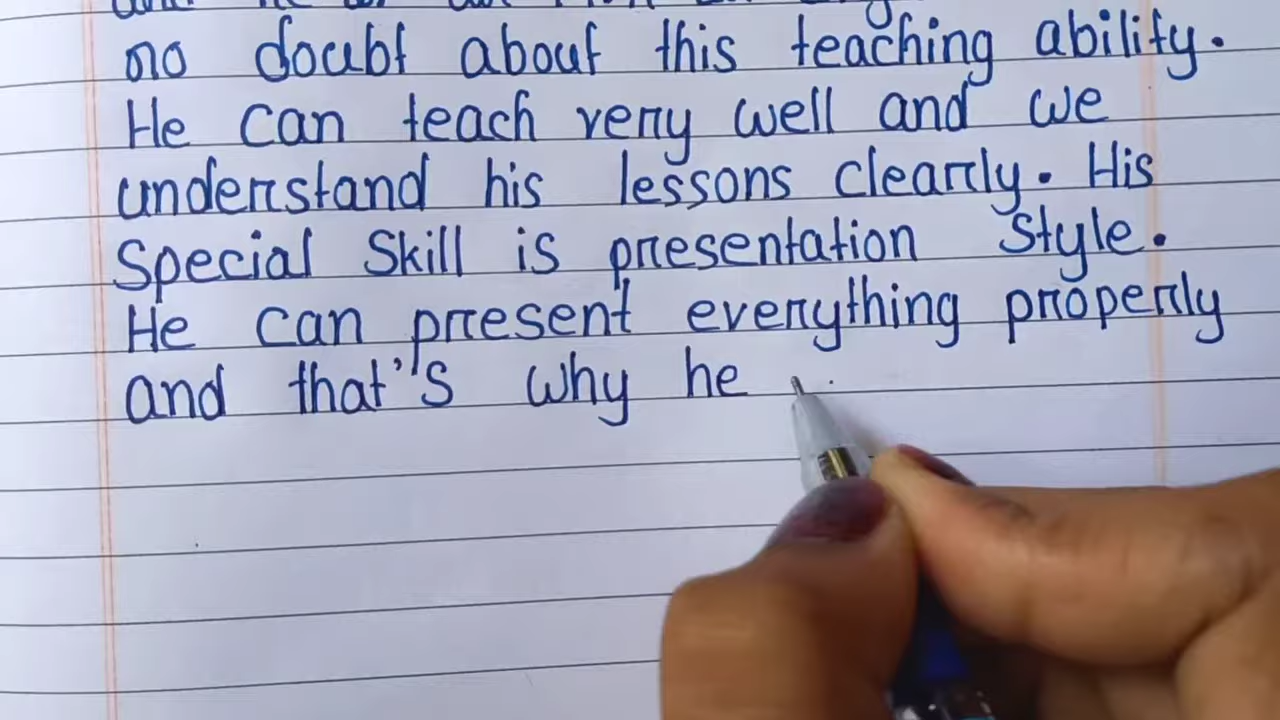 no doubt about this teaching ability.
He can teach very well and we
understand his lessons clearly. His
Special Skill is presentation Style.
He can present everything properly
and that's why he